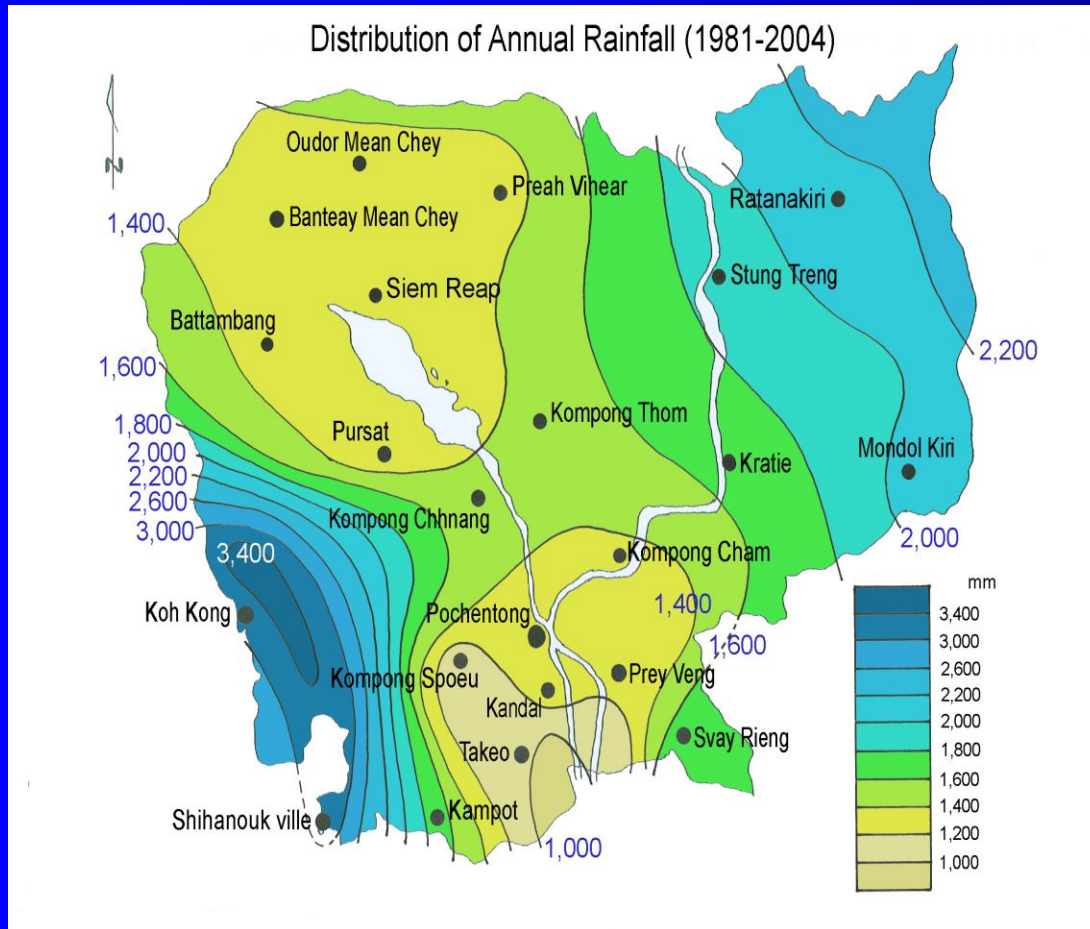 Distribution of Annual Rainfall (1981-2004)
N
Oudor Mean Chey
Preah Vihear
Ratanakiri
Banteay Mean Chey
1,400
Stung Treng
Siem Reap
Battambang
2,200
1,600
Kompong Thom
1,800
Pursat
2,000
Kratie
Mondol Kiri
2,200
2,600
Kompong Chhnang
3,000
2,000
3,400
Kompong Cham
mm
Koh Kong
Pochentong
1,400
3,400
3,000
1,600
2,600
Kompong Spoeu
Prey Veng
2,200
Kandal
2,000
Takeo
Svay Rieng
1,800
1,600
Shihanouk ville
Kampot
1,400
1,000
1,200
1,000